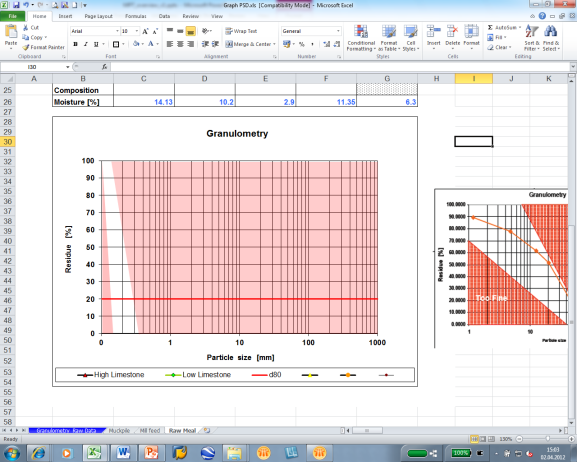 Graph PSD.xls [Compatibility Mode] - Microsoft Excel
File Home Insert Page Layout Formulas Data Review View
Cut
Copy
Format Painter
Paste
Arial 10
Wrap Text
Merge & Center
General
Conditional Formatting
Format as Table
Cell Styles
Insert Delete Format
AutoSum
Fill
Clear
Sort & Filter
Find & Select
Clipboard Font Alignment Number Styles Cells Editing
I30 fx
A B C D E F G H I J K
25 Composition
26 Moisture [%] 14.13 10.2 2.9 11.35 6.3
27
28
29
30
31
32
33
34
35
36
37
38
39
40
41
42
43
44
45
46
47
48
49
50
51
52
53
54
55
56
57
58
Granulometry
100
90
80
70
60
50
40
30
20
10
0
Residue [%]
0 1 10 100 1000
Particle size [mm]
High Limestone Low Limestone d80
Granulometry
100.0000
90.0000
80.0000
70.0000
60.0000
50.0000
40.0000
30.0000
20.0000
10.0000
0.0000
Residue [%]
Too Fine
1 10
Particle size
Granulometry Raw Data Muckpile Mill feed Raw Meal
Ready 130%
100%
15:03
02.04.2012